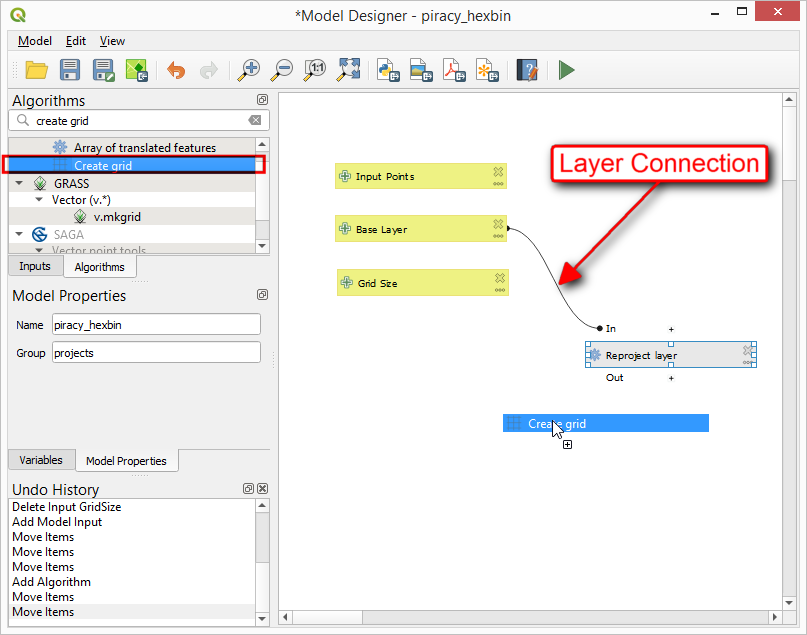 *Model Designer - piracy_hexbin
Model Edit View
1:1
Algorithms
create grid
Array of translated features
Create grid
GRASS
Vector (v.*)
v.mkgrid
SAGA
Vector point tools
Inputs Algorithms
Model Properties
Name piracy_hexbin
Group projects
Variables Model Properties
Undo History
Delete Input GridSize
Add Model Input
Move Items
Move Items
Move Items
Add Algorithm
Move Items
Move Items
Layer Connection
Input Points
Base Layer
Grid Size
In +
Reproject layer
Out +
Create grid